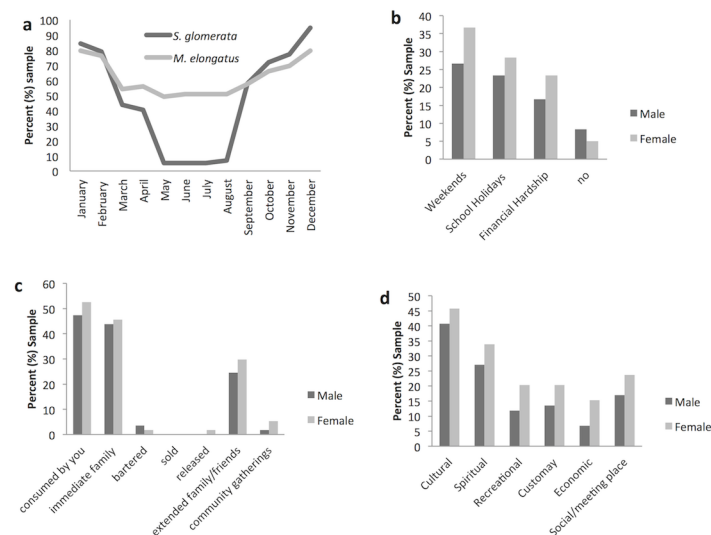 a
Percent (%) Sample
100
90
80
70
60
50
40
30
20
10
0
S. glomerata
M. elongatus
January
February
March
April
May
June
July
August
September
October
November
December
b
Percent (%) Sample
40
35
30
25
20
15
10
5
0
Male
Female
Weekends
School Holidays
Financial Hardship
no
c
Percent (%) Sample
60
50
40
30
20
10
0
Male
Female
consumed by you
immediate family
bartered
sold
released
extended family/friends
community gatherings
d
Percent (%) Sample
50
45
40
35
30
25
20
15
10
5
0
Male
Female
Cultural
Spiritual
Recreational
Customay
Economic
Social/meeting place